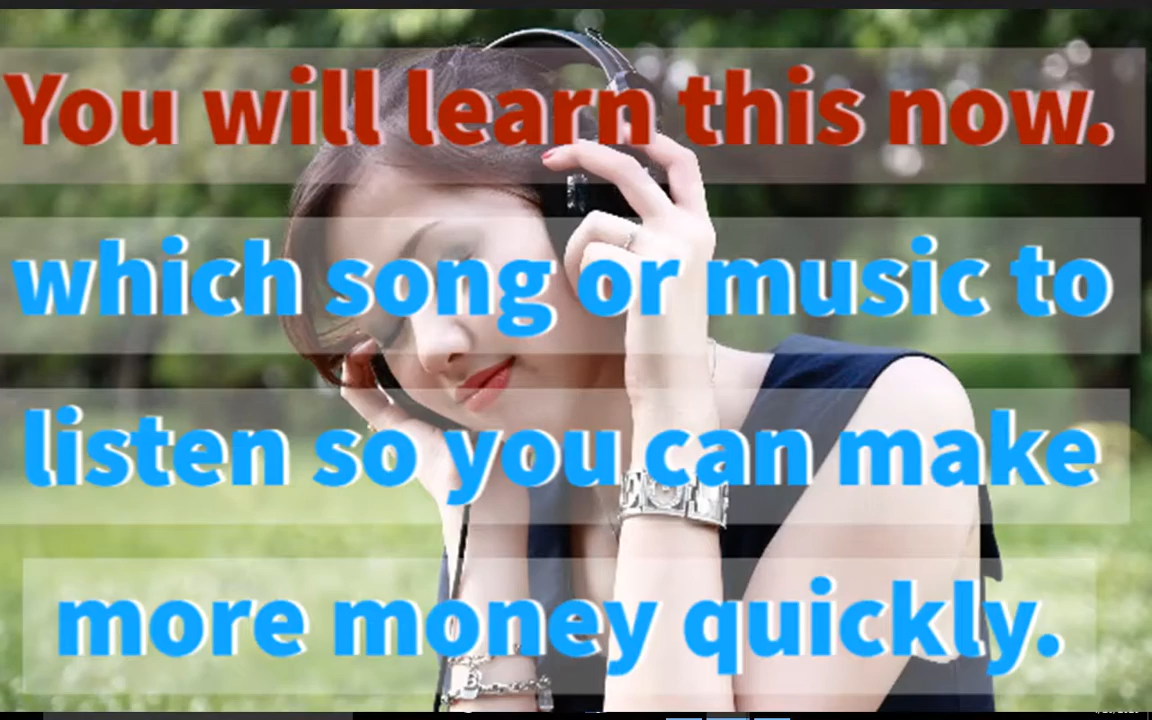 You will learn this now.
which song or music to
listen so you can make
more money quickly.